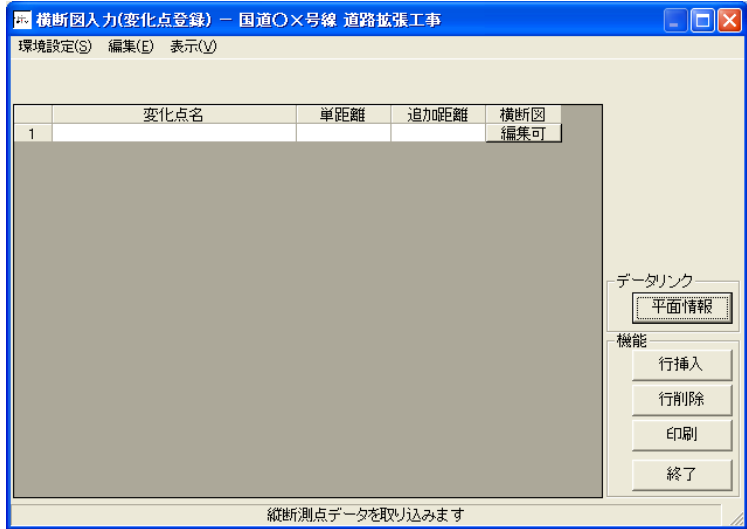 横断図入力(変化点登録) － 国道〇×号線 道路拡張工事
環境設定(S) 編集(E) 表示(V)
変化点名 単距離 追加距離 横断図
1 編集可
データリンク
平面情報
機能
行挿入
行削除
印刷
終了
縦断測点データを取り込みます